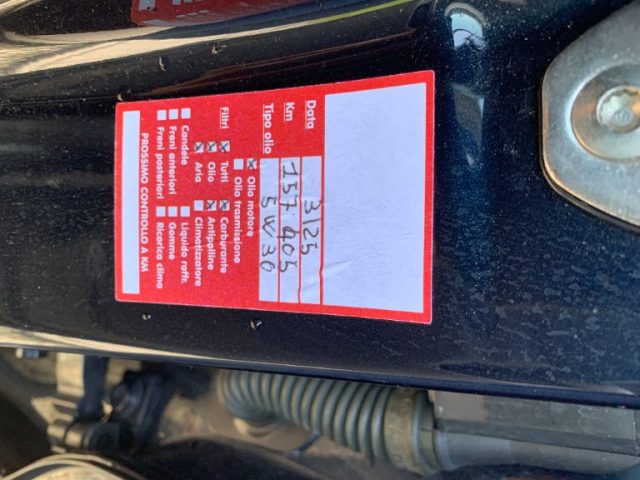 Data 3/25
Km 157 405
Tipo olio 5W30
Olio motore
Olio trasmissione
Filtri Tutti Carburante
Olio Antipolline
Aria Climatizzatore
Candele Liquido raffr.
Freni anteriori Gomme
Freni posteriori Ricarica clima
PROSSIMO CONTROLLO A KM